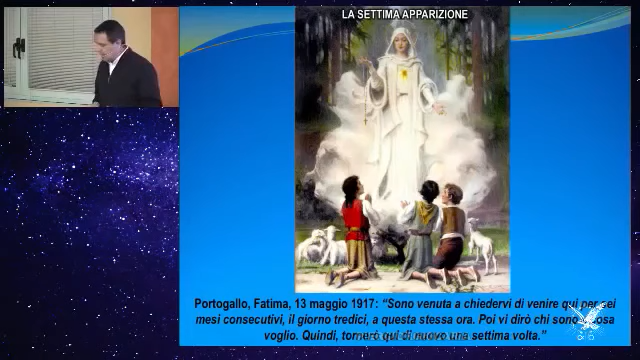 LA SETTIMA APPARIZIONE
Portogallo, Fatima, 13 maggio 1917: “Sono venuta a chiedervi di venire qui per sei
mesi consecutivi, il giorno tredici, a questa stessa ora. Poi vi dirò chi sono
voglio. Quindi, tornerò qui di nuovo una settima volta.”